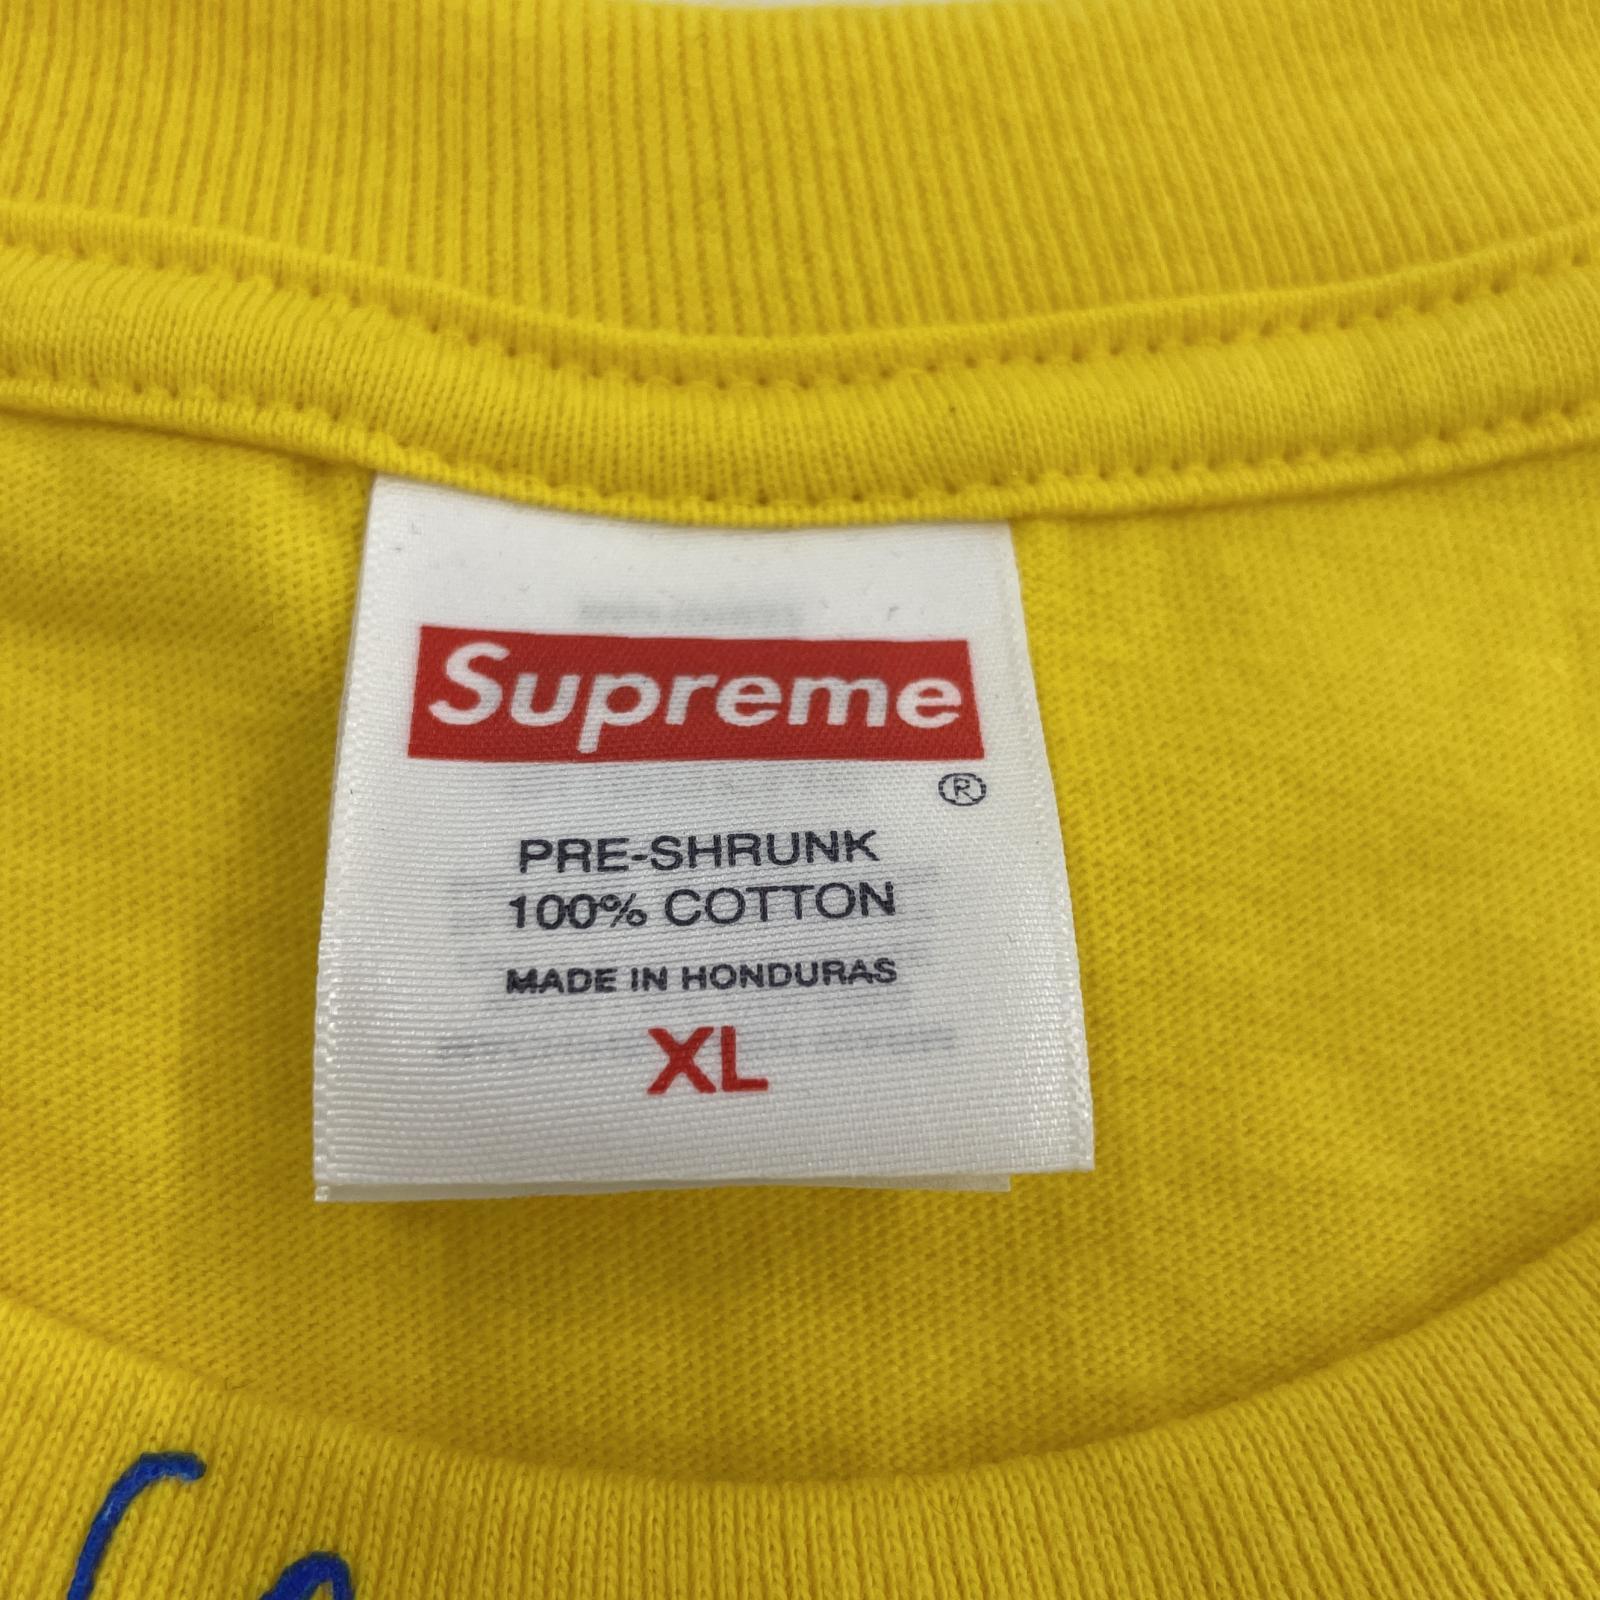 Supreme
®
PRE-SHRUNK
100% COTTON
MADE IN HONDURAS
XL